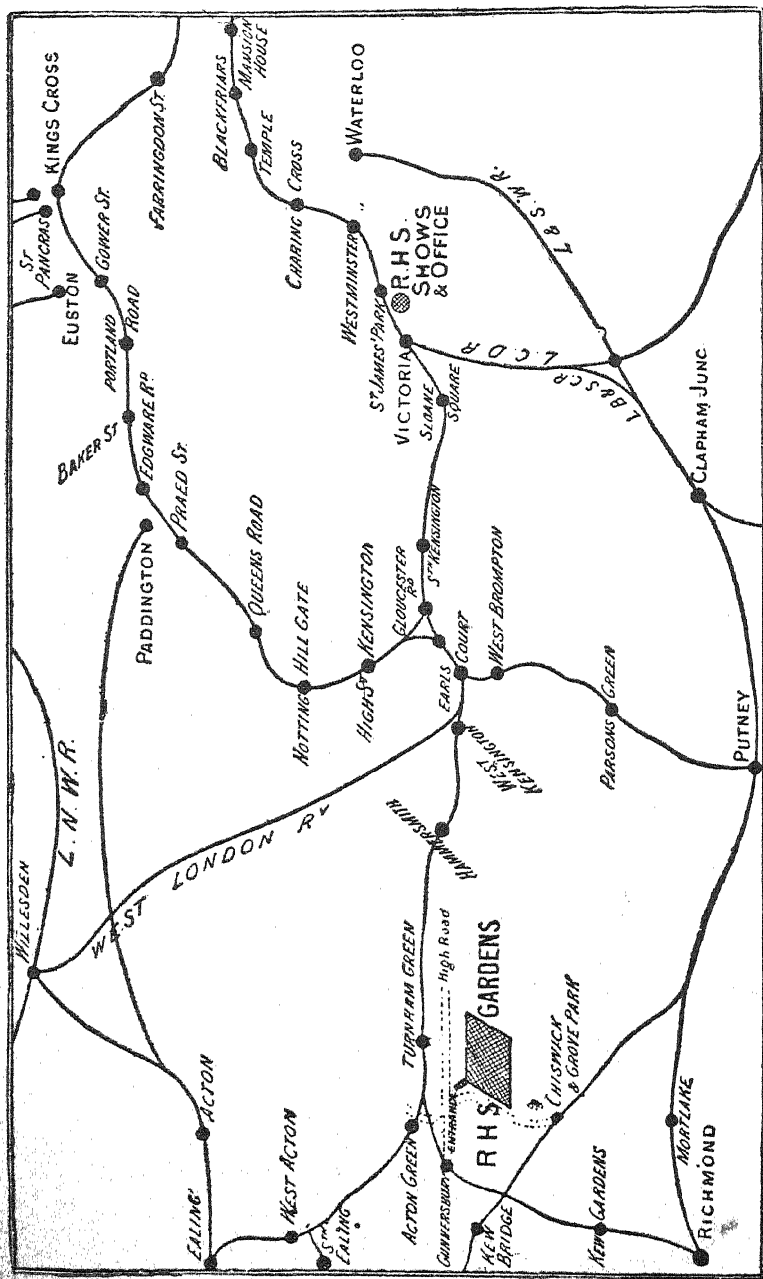 KINGS CROSS
ST
PANCRAS
EUSTON
GOWER ST.
FARRINGDON ST.
PORTLAND
ROAD
BAKER ST
EDGWARE RD
PRAED ST.
PADDINGTON
QUEENS ROAD
NOTTING HILL GATE
HIGH ST KENSINGTON
MANSION
HOUSE
BLACKFRIARS
TEMPLE
CHARING CROSS
WATERLOO
WESTMINSTER
R.H.S.
SHOWS
& OFFICE
ST JAMES' PARK
VICTORIA
SLOANE
SQUARE
L & S.W.R.
L.C.D.R
L B & S C R
STH KENSINGTON
GLOUCESTER
RD
EARLS
COURT
WEST BROMPTON
CLAPHAM JUNC
PARSONS GREEN
PUTNEY
WEST
KENSINGTON
HAMMERSMITH
L. N. W. R.
WILLESDEN
WEST LONDON RY
TURNHAM GREEN
High Road
R H S GARDENS
ENTRANCE
CHISWICK
& GROVE PARK
ACTON
EALING
WEST ACTON
STH
EALING
ACTON GREEN
GUNNERSBURY
KEW
BRIDGE
KEW GARDENS
MORTLAKE
RICHMOND